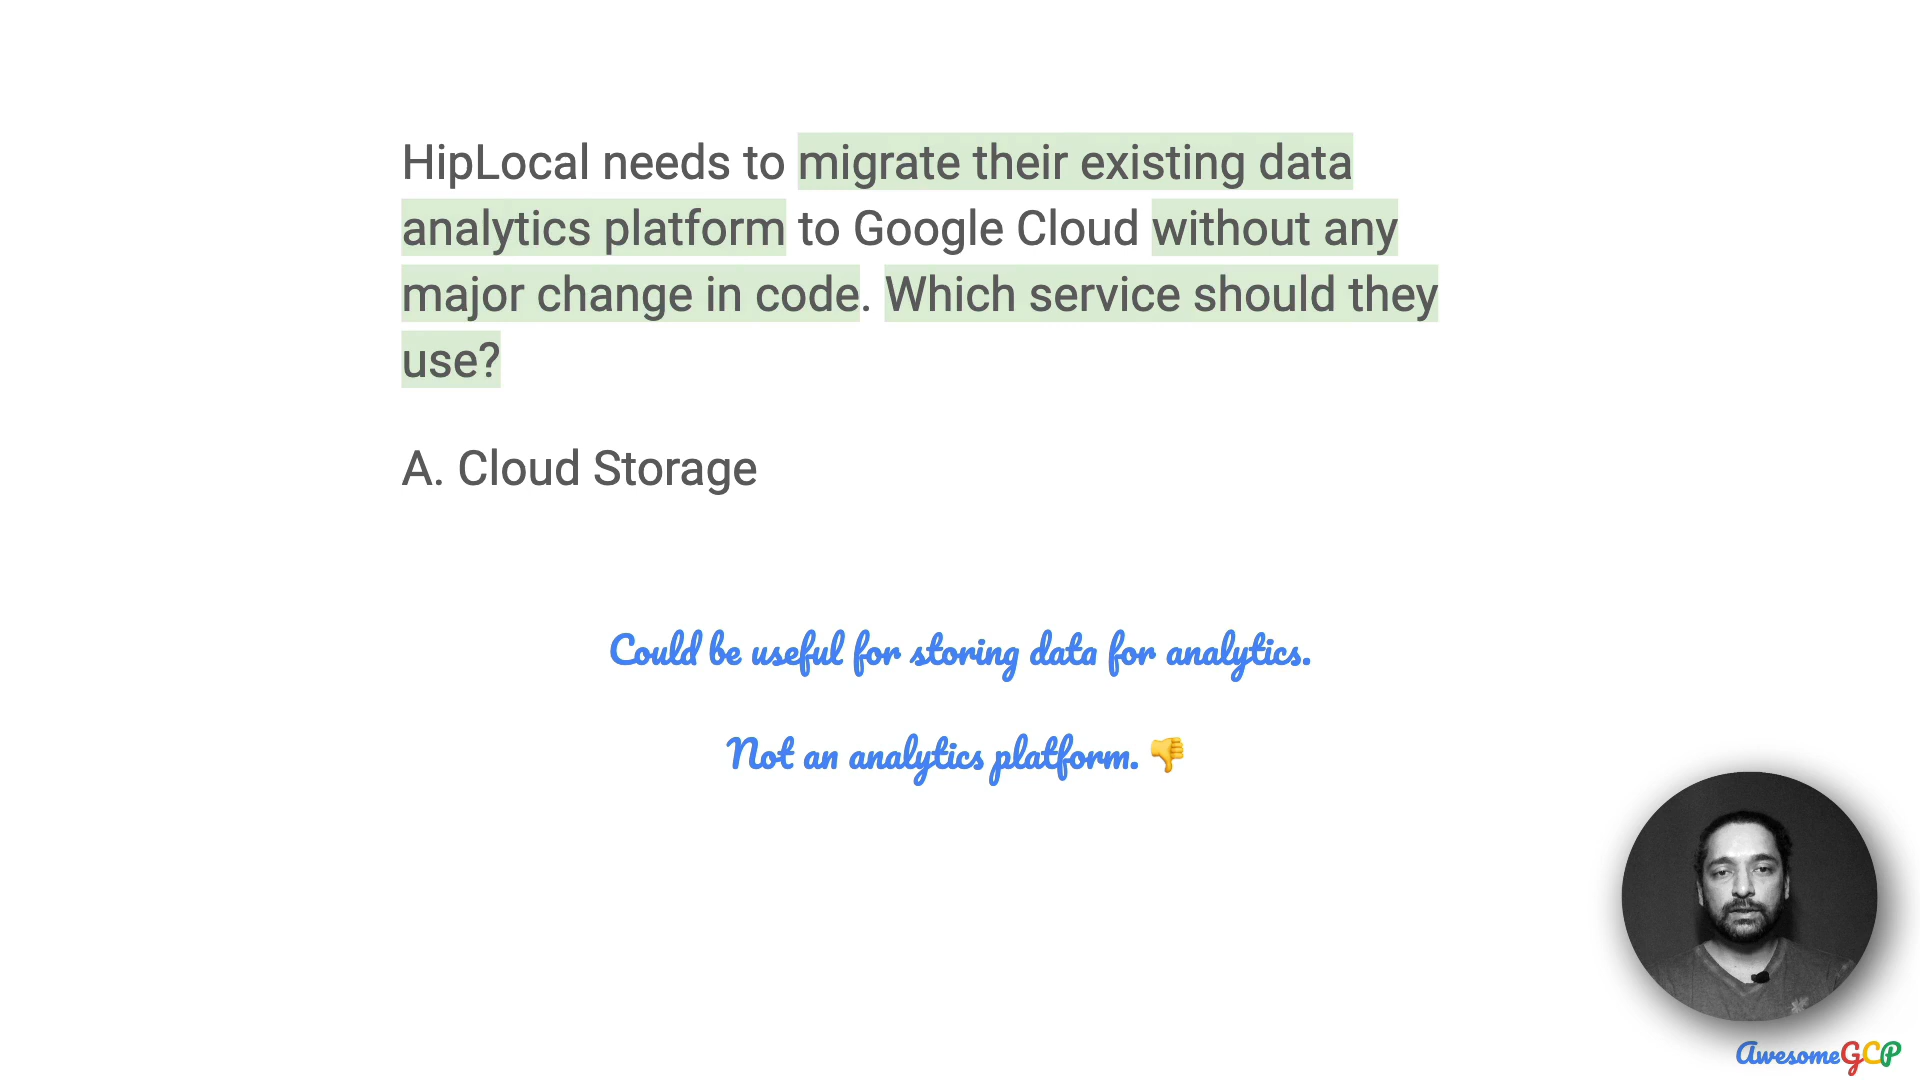 HipLocal needs to migrate their existing data
analytics platform to Google Cloud without any
major change in code. Which service should they
use?
A. Cloud Storage
Could be useful for storing data for analytics.
Not an analytics platform. 👎
AwesomeGCP